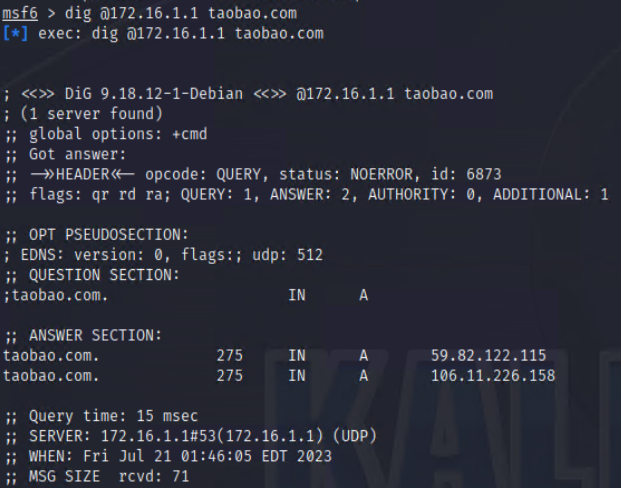 msf6 > dig @172.16.1.1 taobao.com
[*] exec: dig @172.16.1.1 taobao.com
; <<>> DiG 9.18.12-1-Debian <<>> @172.16.1.1 taobao.com
; (1 server found)
;; global options: +cmd
;; Got answer:
;; ->>HEADER<<- opcode: QUERY, status: NOERROR, id: 6873
;; flags: qr rd ra; QUERY: 1, ANSWER: 2, AUTHORITY: 0, ADDITIONAL: 1
;; OPT PSEUDOSECTION:
; EDNS: version: 0, flags:; udp: 512
;; QUESTION SECTION:
;taobao.com. IN A
;; ANSWER SECTION:
taobao.com. 275 IN A 59.82.122.115
taobao.com. 275 IN A 106.11.226.158
;; Query time: 15 msec
;; SERVER: 172.16.1.1#53(172.16.1.1) (UDP)
;; WHEN: Fri Jul 21 01:46:05 EDT 2023
;; MSG SIZE rcvd: 71
KALI